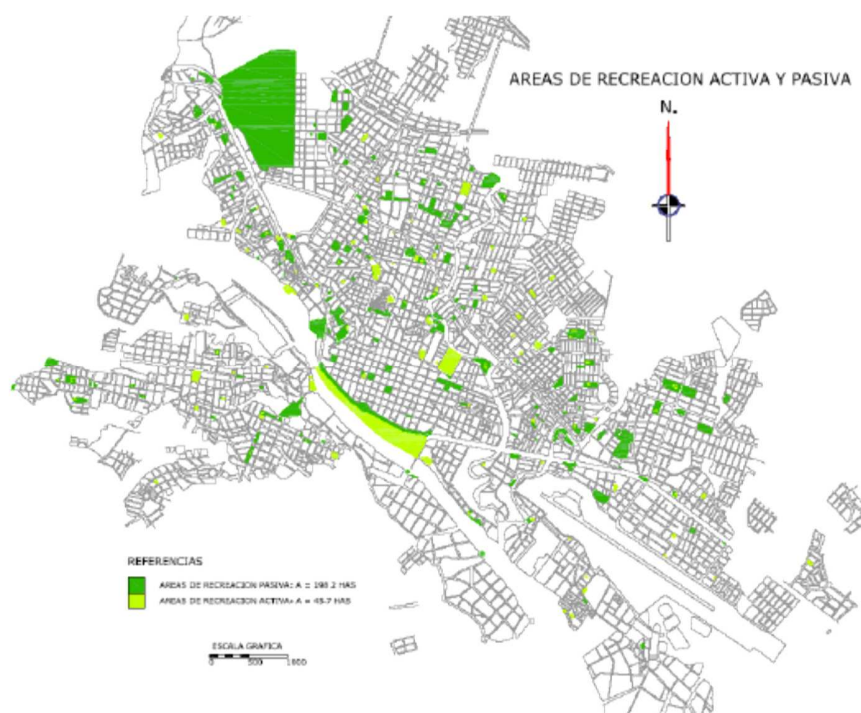 AREAS DE RECREACION ACTIVA Y PASIVA
N.
REFERENCIAS
AREAS DE RECREACION PASIVA: A = 198.2 HAS
AREAS DE RECREACION ACTIVA: A = 45.7 HAS
ESCALA GRAFICA
0 500 1000